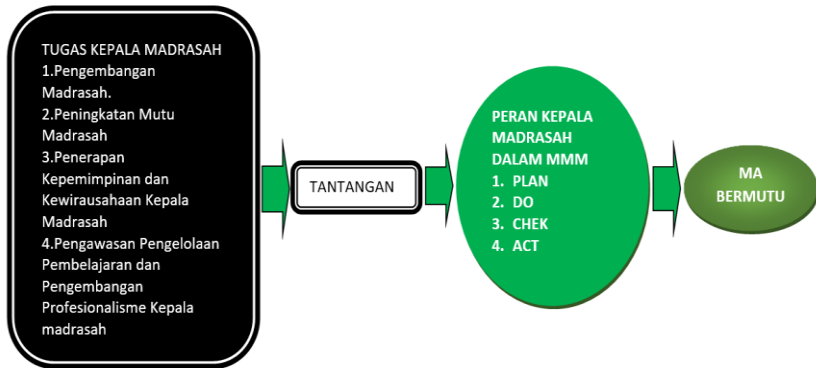 TUGAS KEPALA MADRASAH
1.Pengembangan
Madrasah.
2.Peningkatan Mutu
Madrasah
3.Penerapan
Kepemimpinan dan
Kewirausahaan Kepala
Madrasah
4.Pengawasan Pengelolaan
Pembelajaran dan
Pengembangan
Profesionalisme Kepala
madrasah
TANTANGAN
PERAN KEPALA
MADRASAH
DALAM MMM
1. PLAN
2. DO
3. CHEK
4. ACT
MA
BERMUTU